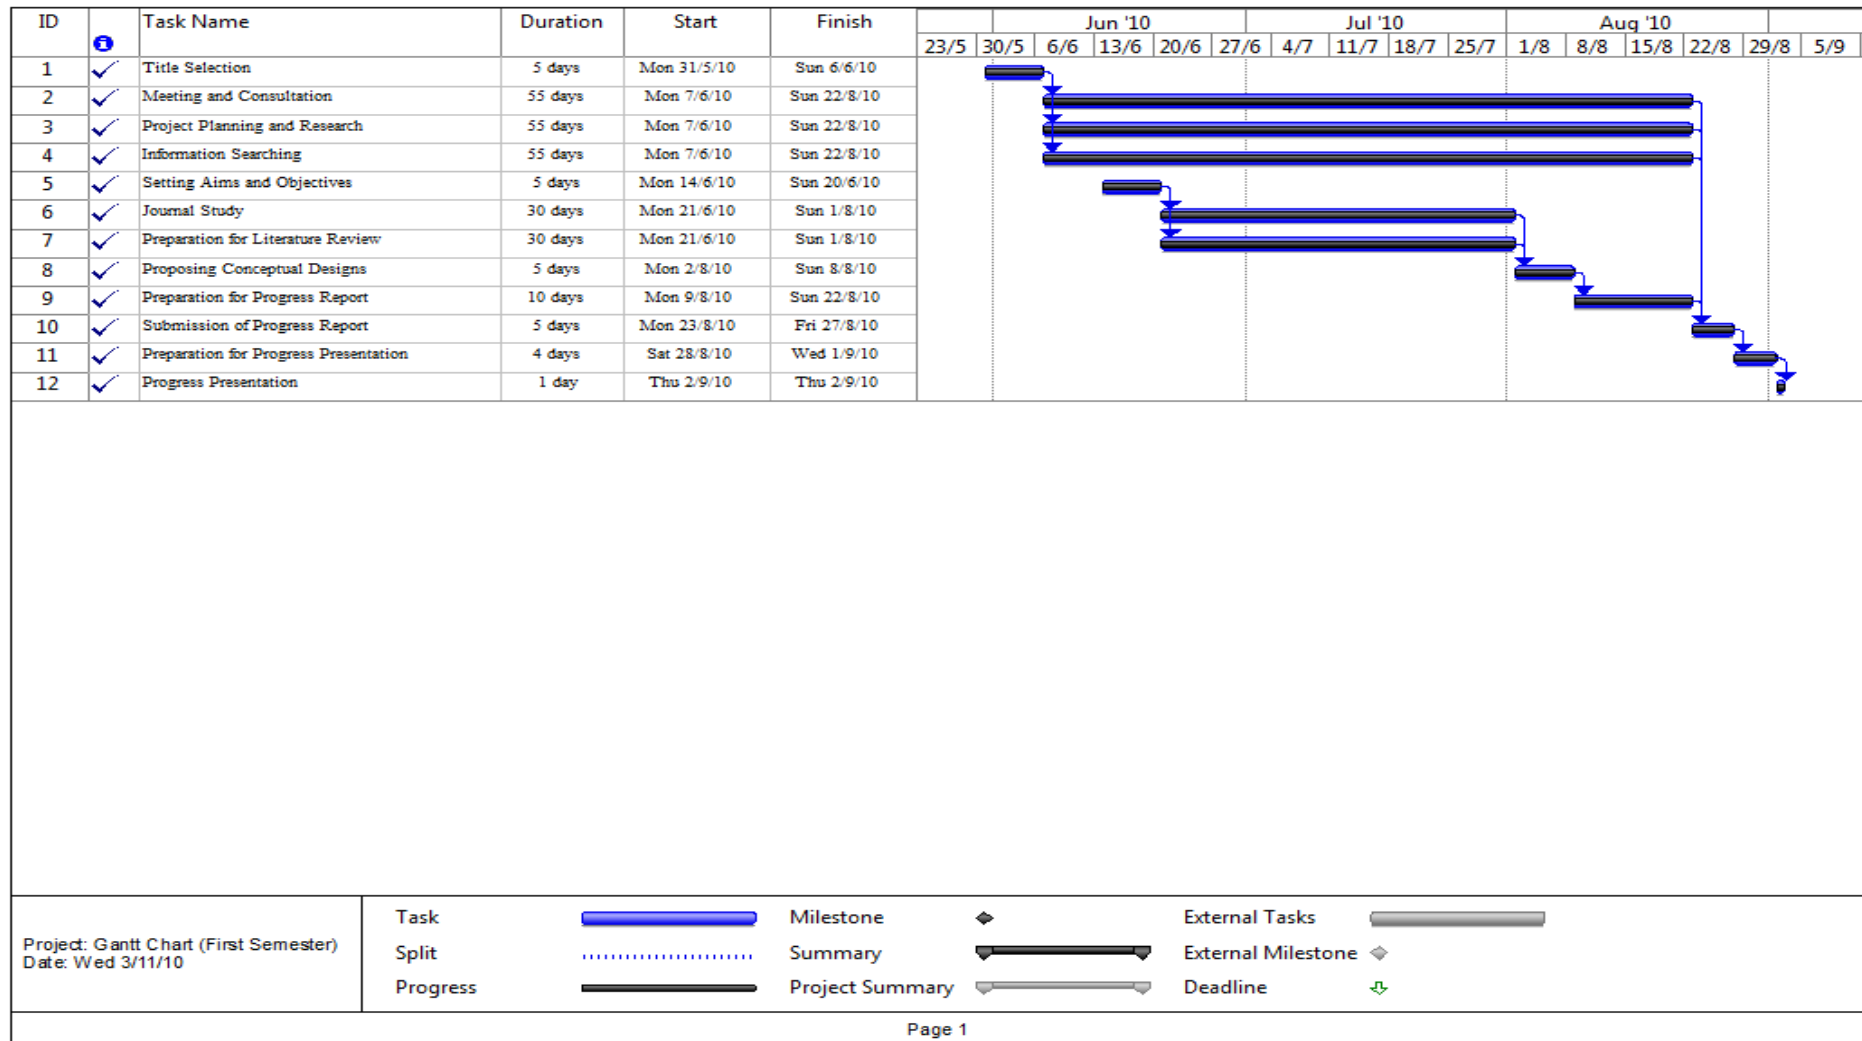 ID Task Name Duration Start Finish Jun '10 Jul '10 Aug '10
23/5 30/5 6/6 13/6 20/6 27/6 4/7 11/7 18/7 25/7 1/8 8/8 15/8 22/8 29/8 5/9
1 Title Selection 5 days Mon 31/5/10 Sun 6/6/10
2 Meeting and Consultation 55 days Mon 7/6/10 Sun 22/8/10
3 Project Planning and Research 55 days Mon 7/6/10 Sun 22/8/10
4 Information Searching 55 days Mon 7/6/10 Sun 22/8/10
5 Setting Aims and Objectives 5 days Mon 14/6/10 Sun 20/6/10
6 Journal Study 30 days Mon 21/6/10 Sun 1/8/10
7 Preparation for Literature Review 30 days Mon 21/6/10 Sun 1/8/10
8 Proposing Conceptual Designs 5 days Mon 2/8/10 Sun 8/8/10
9 Preparation for Progress Report 10 days Mon 9/8/10 Sun 22/8/10
10 Submission of Progress Report 5 days Mon 23/8/10 Fri 27/8/10
11 Preparation for Progress Presentation 4 days Sat 28/8/10 Wed 1/9/10
12 Progress Presentation 1 day Thu 2/9/10 Thu 2/9/10
Project: Gantt Chart (First Semester)
Date: Wed 3/11/10
Task Milestone External Tasks
Split Summary External Milestone
Progress Project Summary Deadline
Page 1